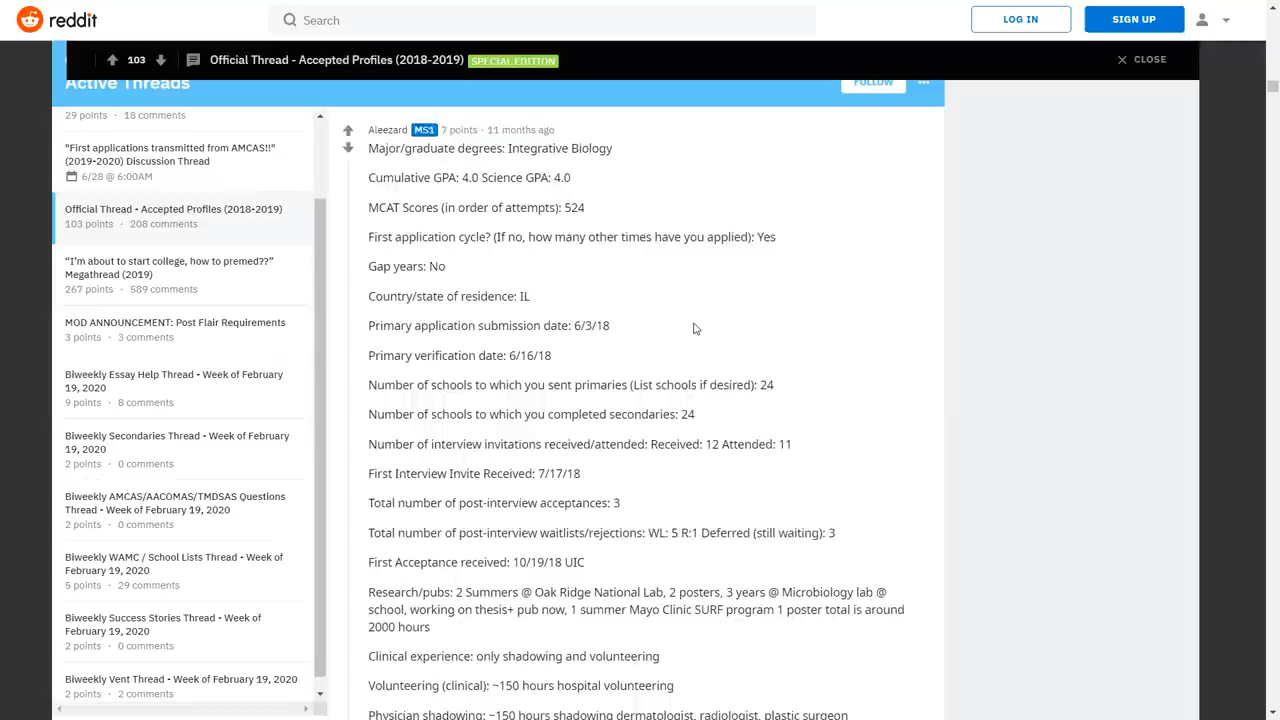 reddit
Search
LOG IN
SIGN UP
103
Official Thread - Accepted Profiles (2018-2019) SPECIAL EDITION
CLOSE
Active Threads
FOLLOW
29 points · 18 comments
"First applications transmitted from AMCAS!!"
(2019-2020) Discussion Thread
6/28 @ 6:00AM
Official Thread - Accepted Profiles (2018-2019)
103 points · 208 comments
“I’m about to start college, how to premed??”
Megathread (2019)
267 points · 589 comments
MOD ANNOUNCEMENT: Post Flair Requirements
3 points · 3 comments
Biweekly Essay Help Thread - Week of February
19, 2020
9 points · 8 comments
Biweekly Secondaries Thread - Week of February
19, 2020
2 points · 0 comments
Biweekly AMCAS/AACOMAS/TMDSAS Questions
Thread - Week of February 19, 2020
2 points · 0 comments
Biweekly WAMC / School Lists Thread - Week of
February 19, 2020
5 points · 29 comments
Biweekly Success Stories Thread - Week of
February 19, 2020
2 points · 0 comments
Biweekly Vent Thread - Week of February 19, 2020
2 points · 2 comments
Aleezard MS1 7 points · 11 months ago
Major/graduate degrees: Integrative Biology
Cumulative GPA: 4.0 Science GPA: 4.0
MCAT Scores (in order of attempts): 524
First application cycle? (If no, how many other times have you applied): Yes
Gap years: No
Country/state of residence: IL
Primary application submission date: 6/3/18
Primary verification date: 6/16/18
Number of schools to which you sent primaries (List schools if desired): 24
Number of schools to which you completed secondaries: 24
Number of interview invitations received/attended: Received: 12 Attended: 11
First Interview Invite Received: 7/17/18
Total number of post-interview acceptances: 3
Total number of post-interview waitlists/rejections: WL: 5 R:1 Deferred (still waiting): 3
First Acceptance received: 10/19/18 UIC
Research/pubs: 2 Summers @ Oak Ridge National Lab, 2 posters, 3 years @ Microbiology lab @
school, working on thesis+ pub now, 1 summer Mayo Clinic SURF program 1 poster total is around
2000 hours
Clinical experience: only shadowing and volunteering
Volunteering (clinical): ~150 hours hospital volunteering
Physician shadowing: ~150 hours shadowing dermatologist, radiologist, plastic surgeon